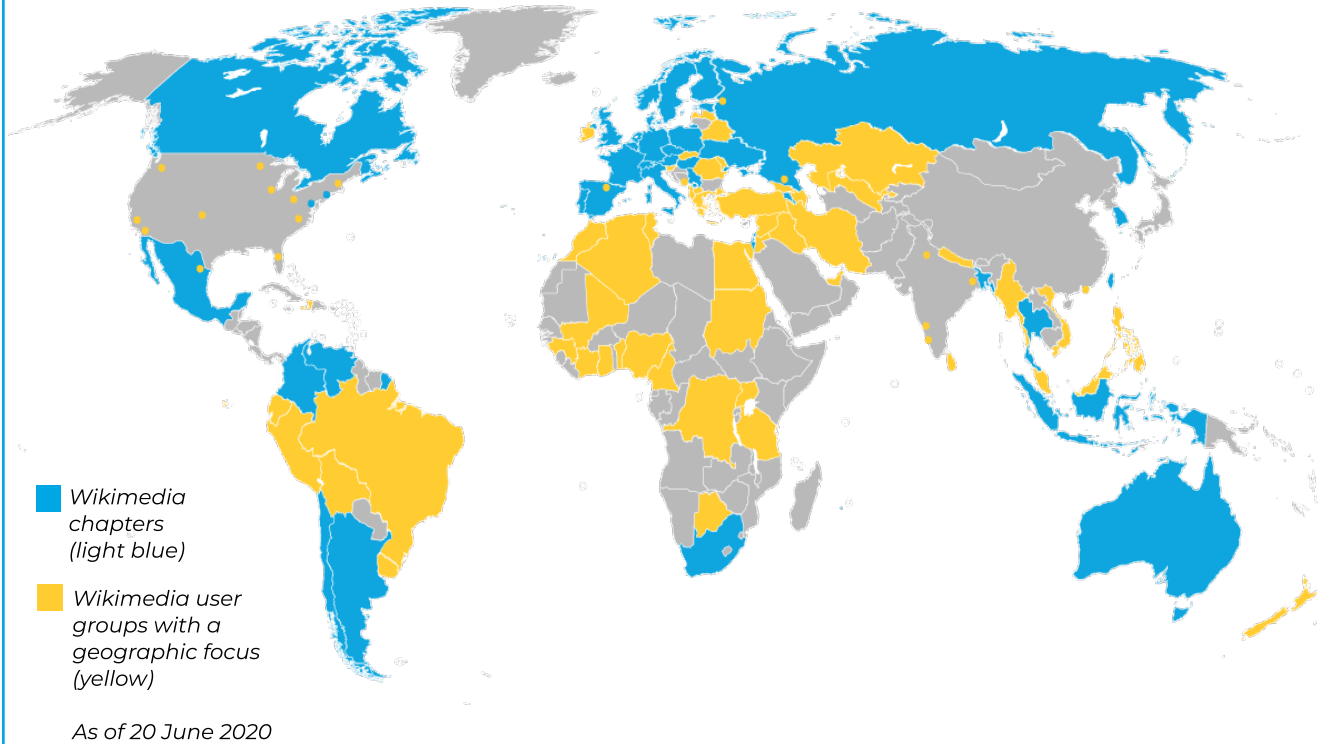 Wikimedia
chapters
(light blue)
Wikimedia user
groups with a
geographic focus
(yellow)
As of 20 June 2020